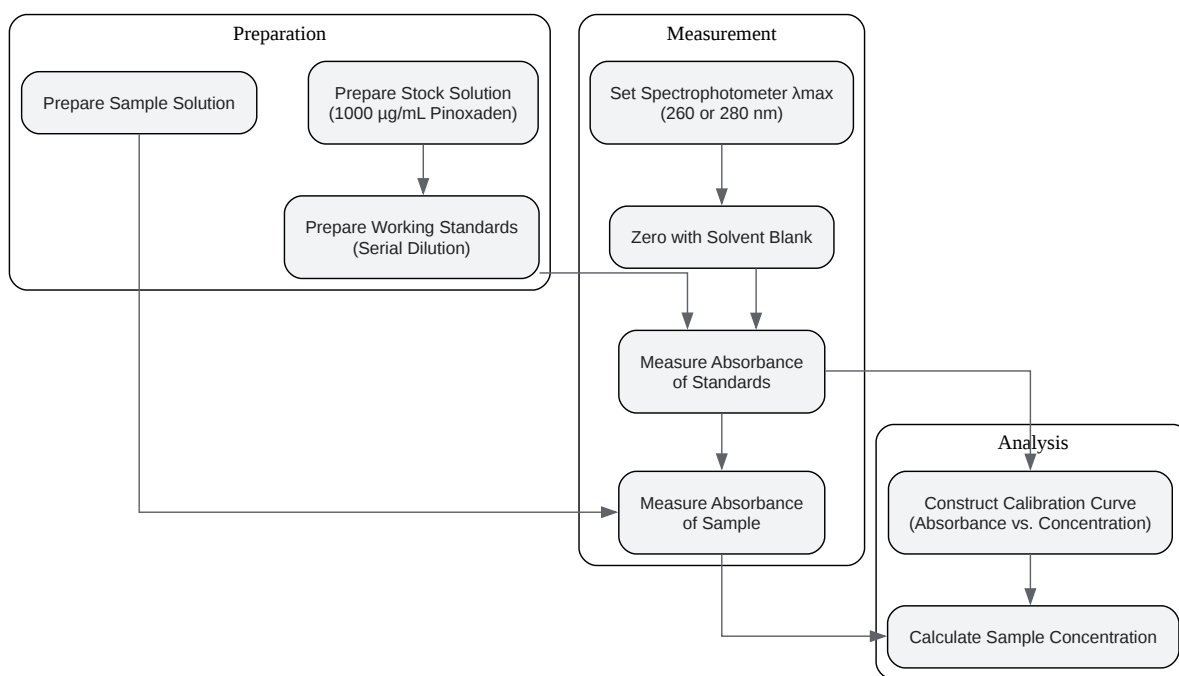 Preparation
Prepare Sample Solution
Prepare Stock Solution
(1000 µg/mL Pinoxaden)
Prepare Working Standards
(Serial Dilution)
Measurement
Set Spectrophotometer λmax
(260 or 280 nm)
Zero with Solvent Blank
Measure Absorbance
of Standards
Measure Absorbance
of Sample
Analysis
Construct Calibration Curve
(Absorbance vs. Concentration)
Calculate Sample Concentration